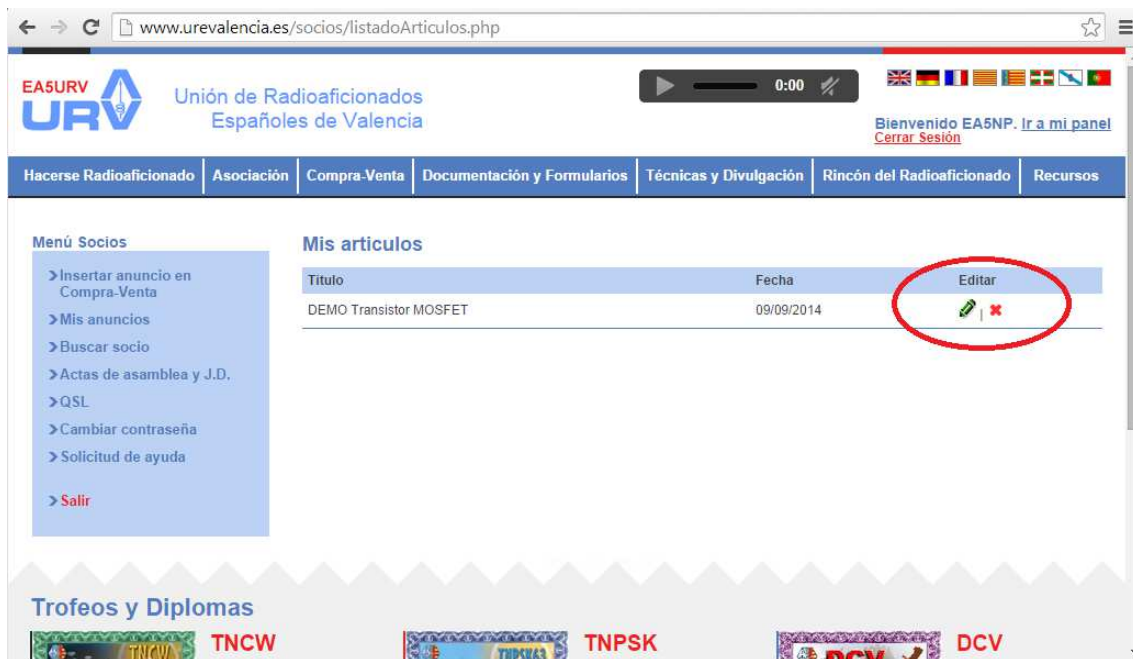 www.urevalencia.es/socios/listadoArticulos.php
EA5URV
URV
Unión de Radioaficionados
Españoles de Valencia
0:00
Bienvenido EA5NP. Ir a mi panel
Cerrar Sesión
Hacerse Radioaficionado Asociación Compra-Venta Documentación y Formularios Técnicas y Divulgación Rincón del Radioaficionado Recursos
Menú Socios
Insertar anuncio en
Compra-Venta
Mis anuncios
Buscar socio
Actas de asamblea y J.D.
QSL
Cambiar contraseña
Solicitud de ayuda
Salir
Mis articulos
Titulo Fecha Editar
DEMO Transistor MOSFET 09/09/2014 |
Trofeos y Diplomas
TNCW TNCW TNPSK63 TNPSK DCV DCV